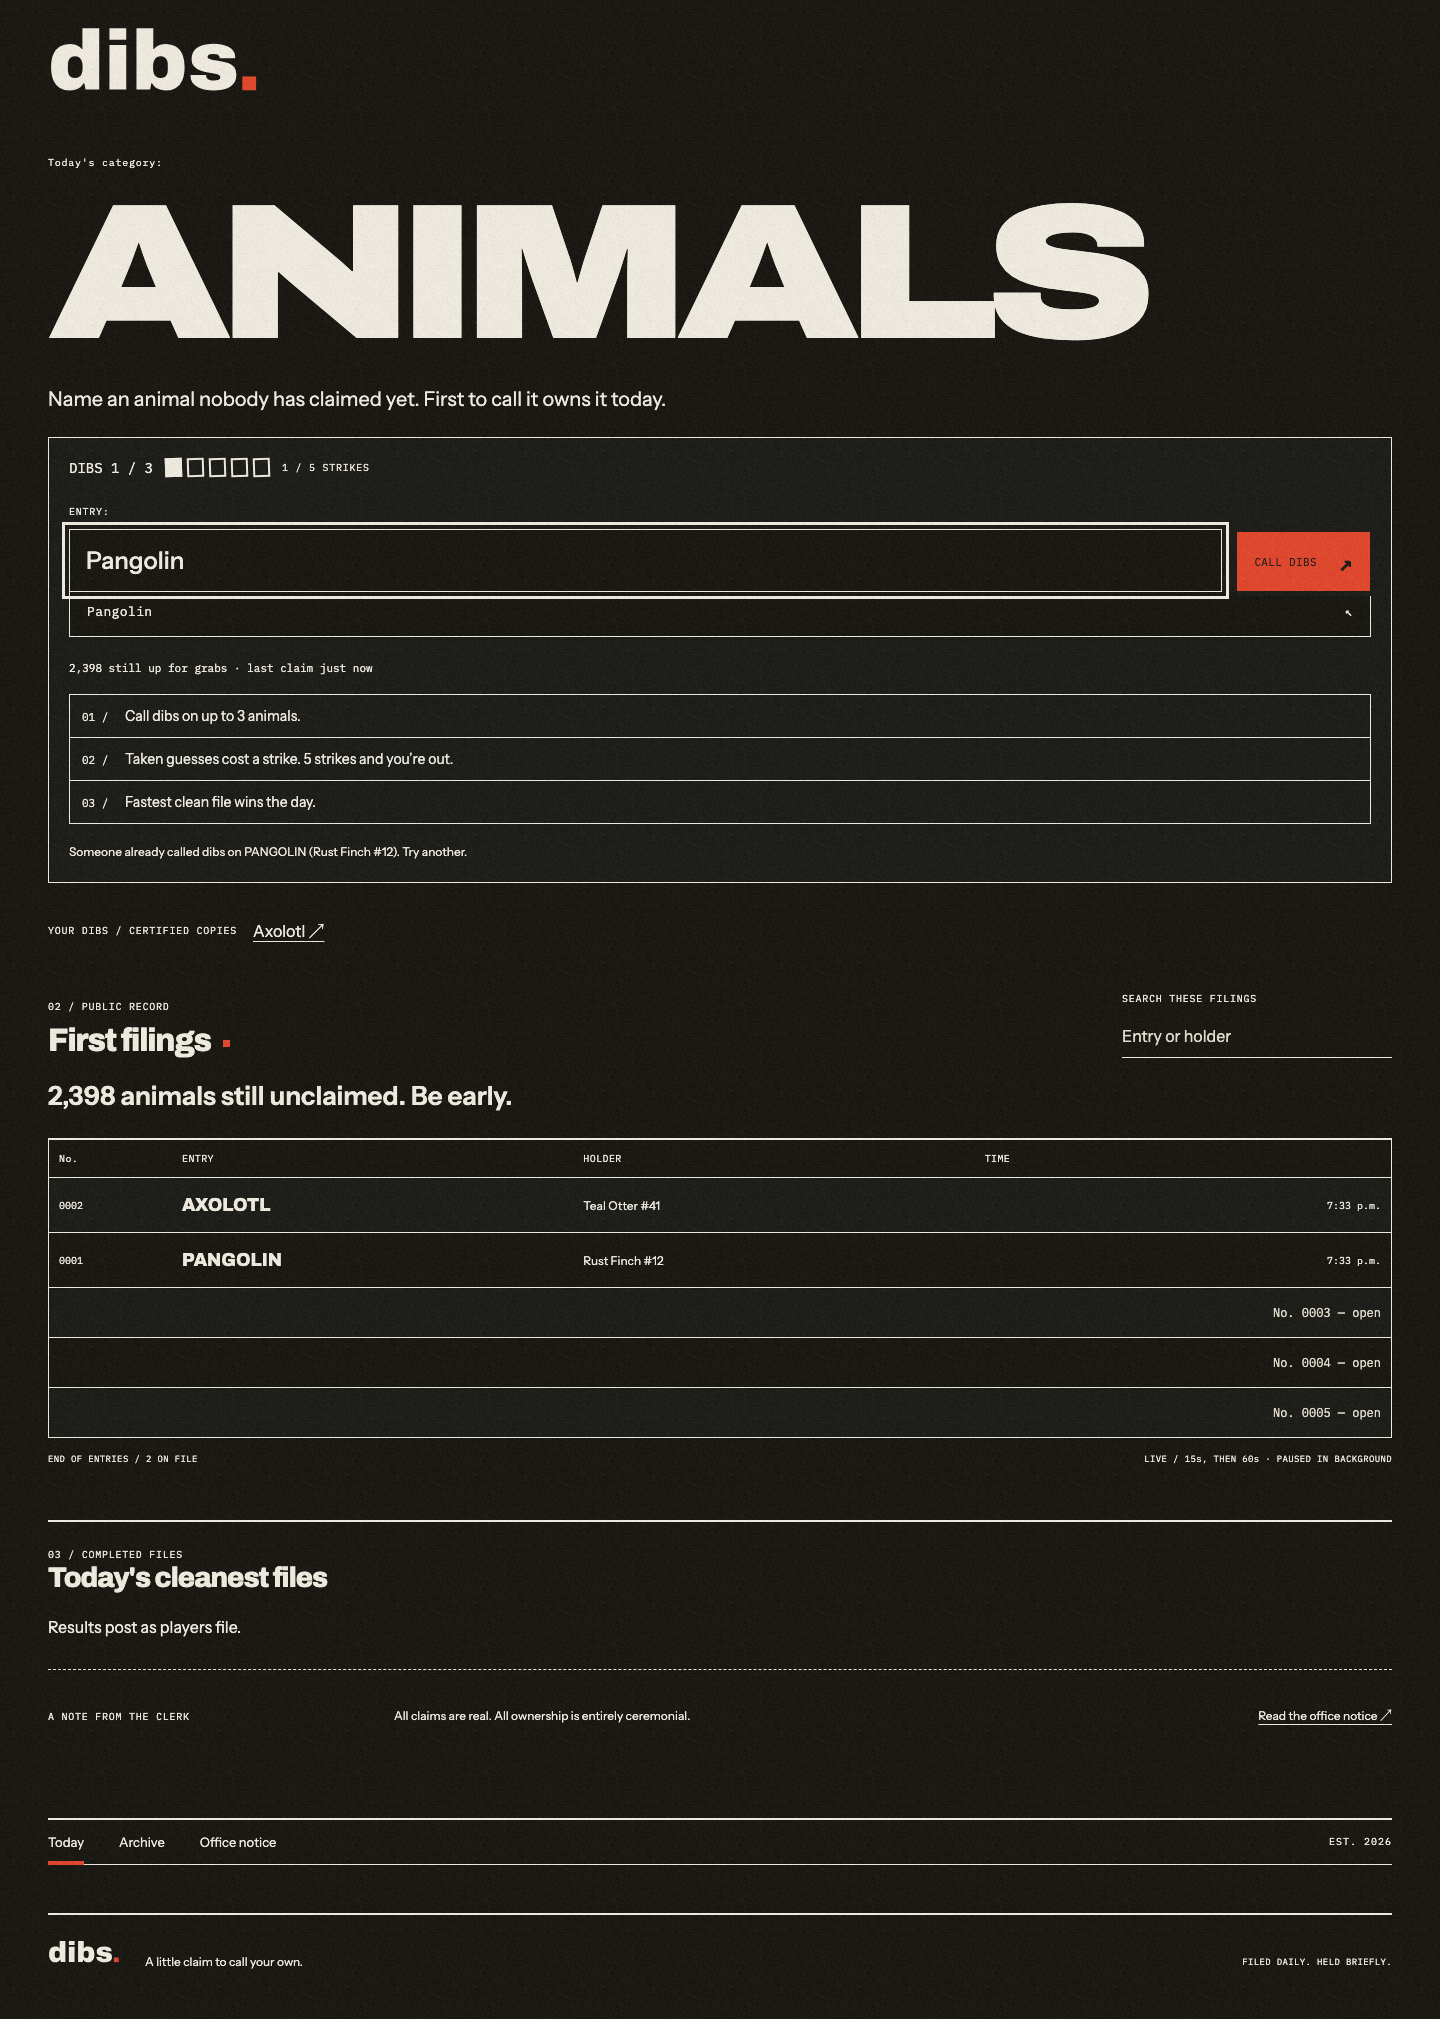 dibs.
Today's category:
ANIMALS
Name an animal nobody has claimed yet. First to call it owns it today.
DIBS 1 / 3 1 / 5 STRIKES
ENTRY:
Pangolin
CALL DIBS ↗
Pangolin ↖
2,398 still up for grabs · last claim just now
01 / Call dibs on up to 3 animals.
02 / Taken guesses cost a strike. 5 strikes and you're out.
03 / Fastest clean file wins the day.
Someone already called dibs on PANGOLIN (Rust Finch #12). Try another.
YOUR DIBS / CERTIFIED COPIES Axolotl ↗
02 / PUBLIC RECORD
First filings
SEARCH THESE FILINGS
Entry or holder
2,398 animals still unclaimed. Be early.
No. ENTRY HOLDER TIME
0002 AXOLOTL Teal Otter #41 7:33 p.m.
0001 PANGOLIN Rust Finch #12 7:33 p.m.
No. 0003 — open
No. 0004 — open
No. 0005 — open
END OF ENTRIES / 2 ON FILE LIVE / 15s, THEN 60s · PAUSED IN BACKGROUND
03 / COMPLETED FILES
Today's cleanest files
Results post as players file.
A NOTE FROM THE CLERK All claims are real. All ownership is entirely ceremonial. Read the office notice ↗
Today Archive Office notice EST. 2026
dibs. A little claim to call your own. FILED DAILY. HELD BRIEFLY.